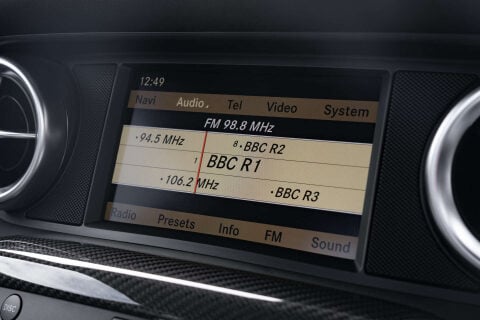 12:49
Navi Audio Tel Video System
FM 98.8 MHz
94.5 MHz 8 BBC R2
1 BBC R1
106.2 MHz BBC R3
Radio Presets Info FM Sound
DISC